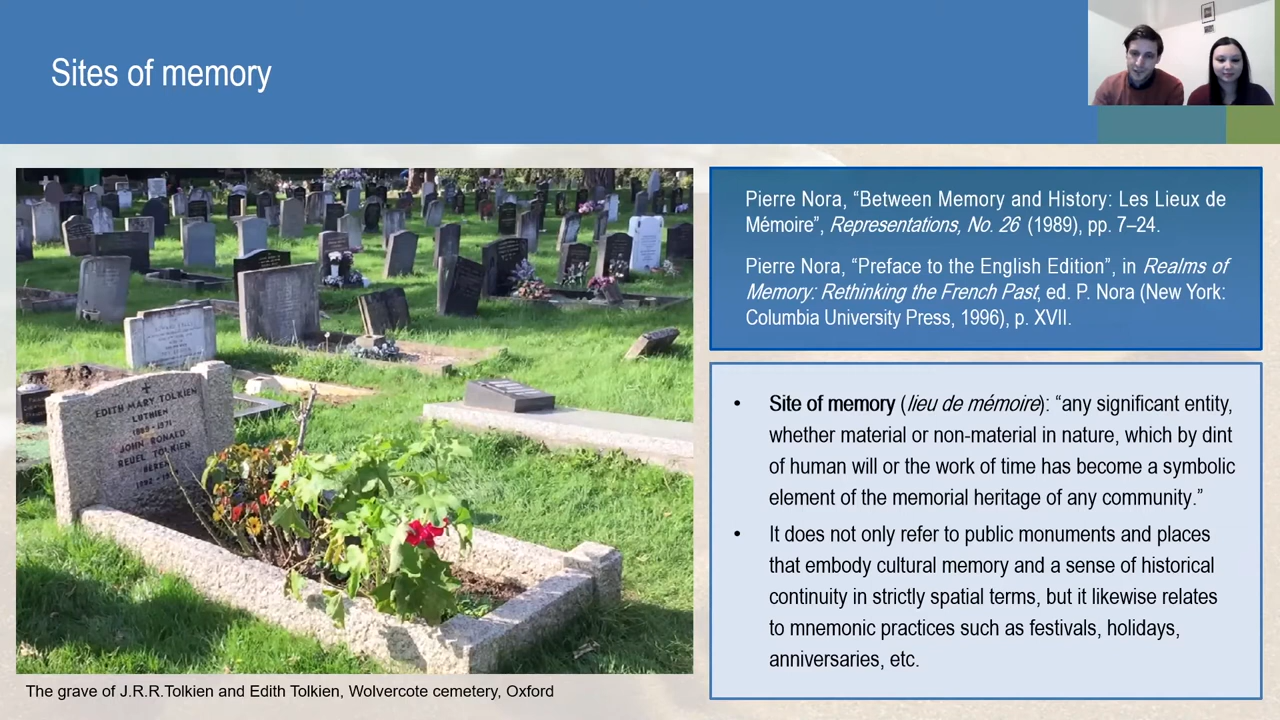 Sites of memory
Pierre Nora, “Between Memory and History: Les Lieux de
Mémoire”, Representations, No. 26 (1989), pp. 7–24.
Pierre Nora, “Preface to the English Edition”, in Realms of
Memory: Rethinking the French Past, ed. P. Nora (New York:
Columbia University Press, 1996), p. XVII.
• Site of memory (lieu de mémoire): “any significant entity,
whether material or non-material in nature, which by dint
of human will or the work of time has become a symbolic
element of the memorial heritage of any community.”
• It does not only refer to public monuments and places
that embody cultural memory and a sense of historical
continuity in strictly spatial terms, but it likewise relates
to mnemonic practices such as festivals, holidays,
anniversaries, etc.
EDITH MARY TOLKIEN
LUTHIEN
1889-1971
JOHN RONALD
REUEL TOLKIEN
BEREN
The grave of J.R.R.Tolkien and Edith Tolkien, Wolvercote cemetery, Oxford